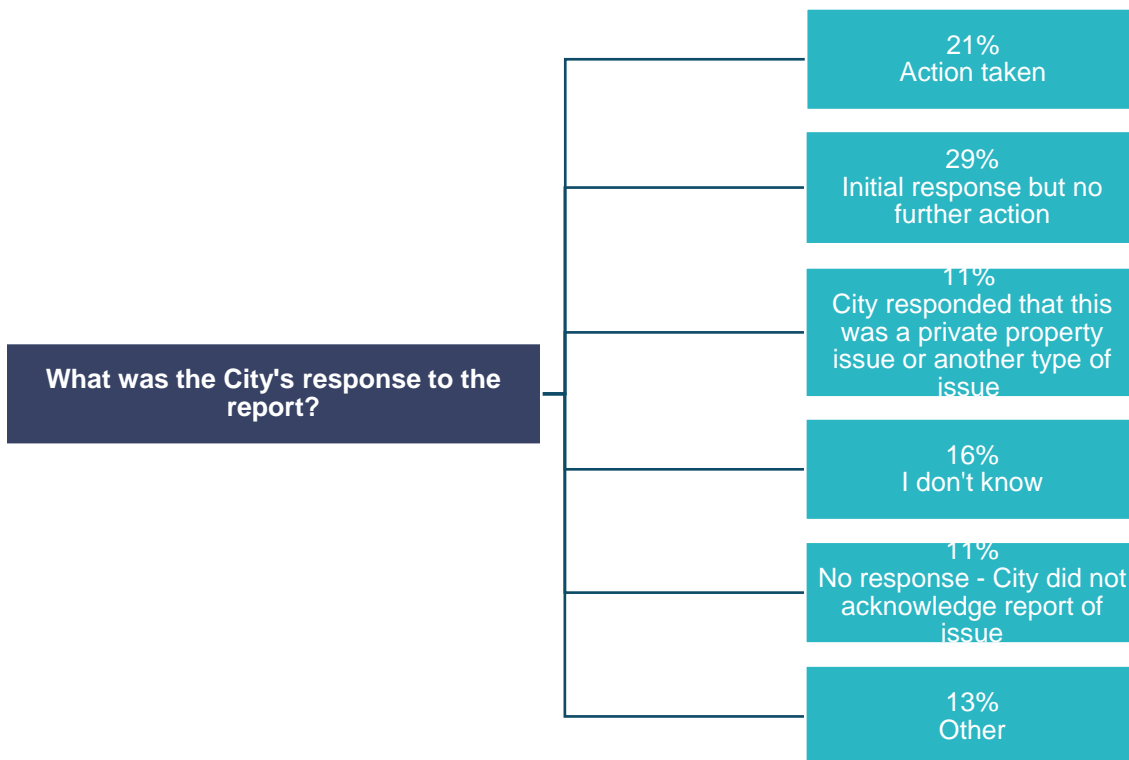 What was the City's response to the
report?
21%
Action taken
29%
Initial response but no
further action
11%
City responded that this
was a private property
issue or another type of
issue
16%
I don't know
11%
No response - City did not
acknowledge report of
issue
13%
Other